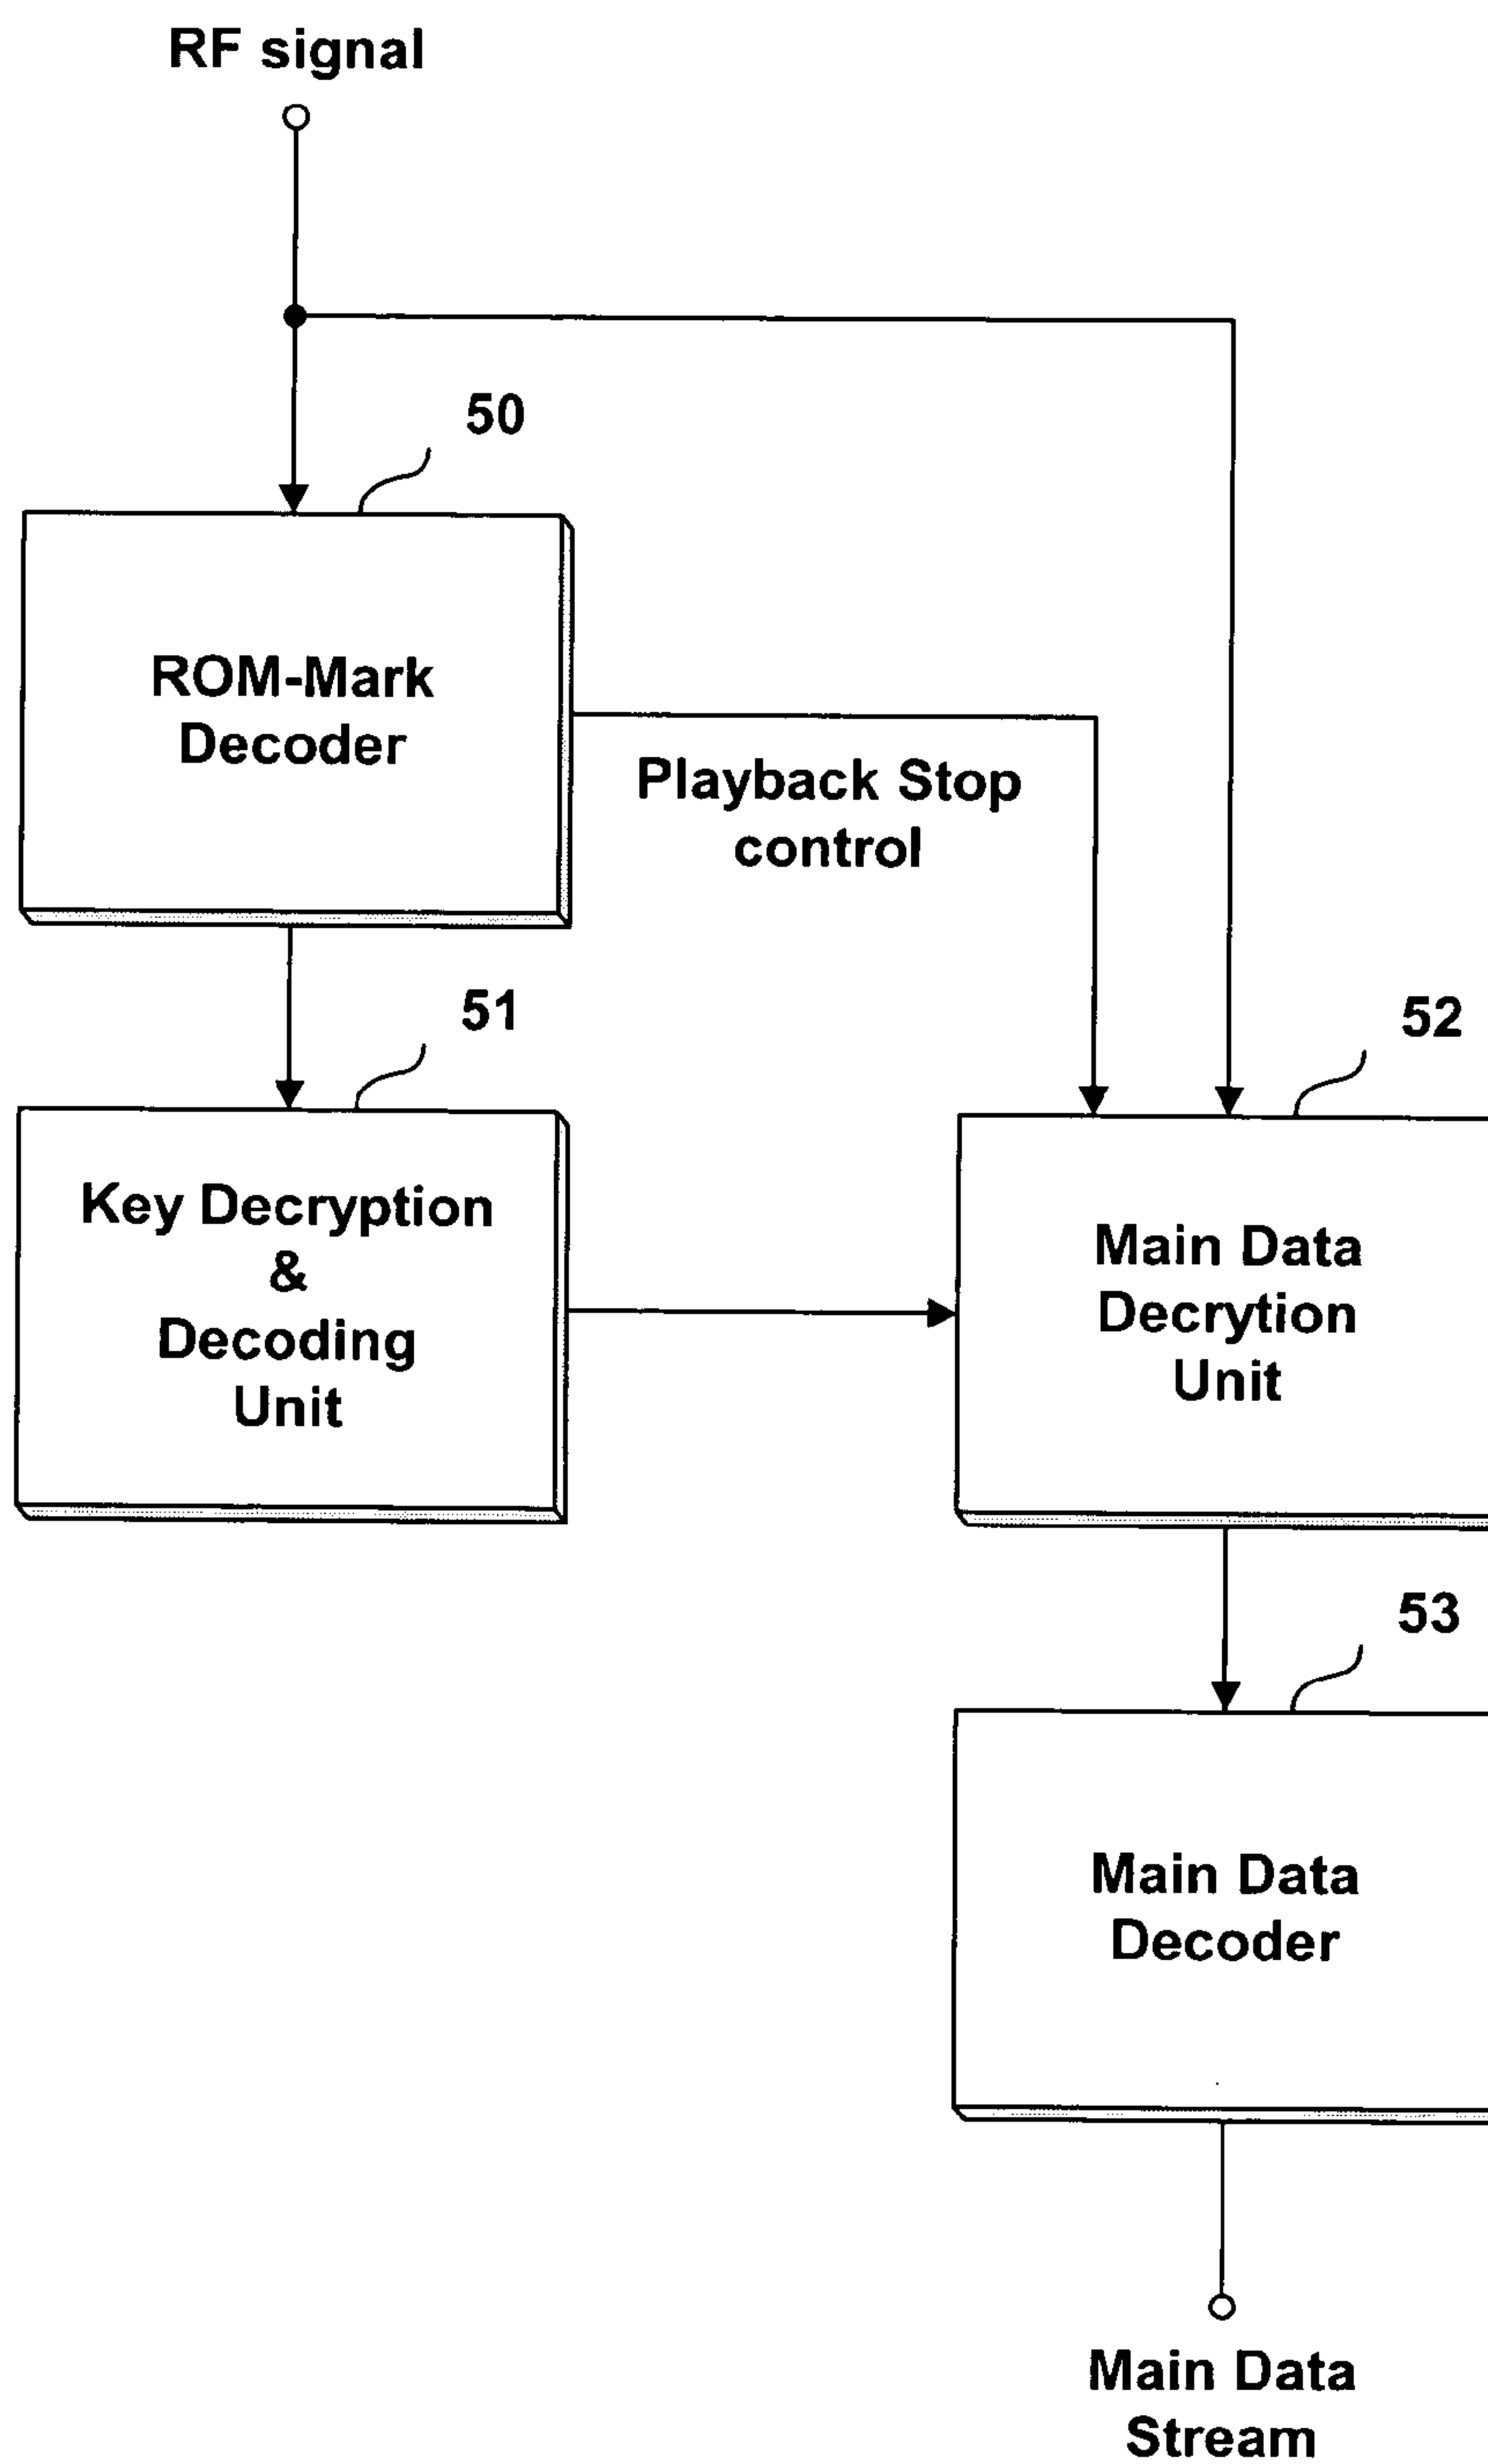 RF signal
50
ROM-Mark
Decoder
Playback Stop
control
51
Key Decryption
&
Decoding
Unit
52
Main Data
Decrytion
Unit
53
Main Data
Decoder
Main Data
Stream